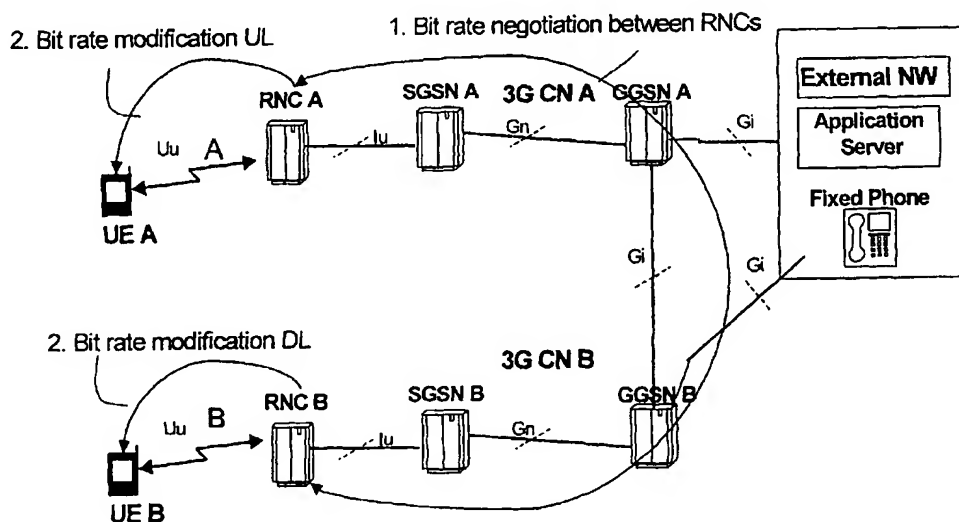 2. Bit rate modification UL
1. Bit rate negotiation between RNCs
RNC A
SGSN A
3G CN A
GGSN A
External NW
Application
Server
Fixed Phone
Uu
A
Iu
Gn
Gi
UE A
Gi
Gi
2. Bit rate modification DL
3G CN B
RNC B
SGSN B
GGSN B
Uu
B
Iu
Gn
UE B